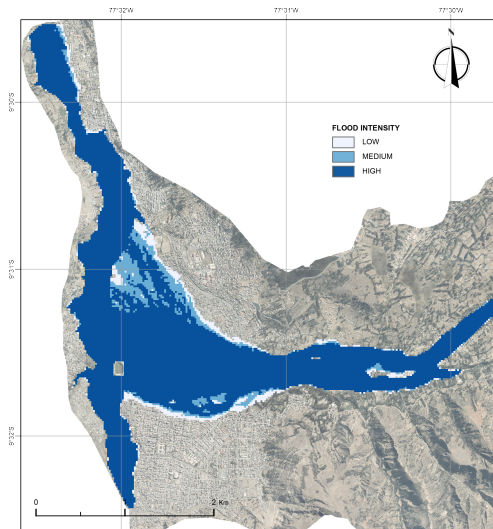 77°32'W 77°31'W 77°30'W
N
9°30'S
FLOOD INTENSITY
LOW
MEDIUM
HIGH
9°31'S
9°32'S
0 2 Km